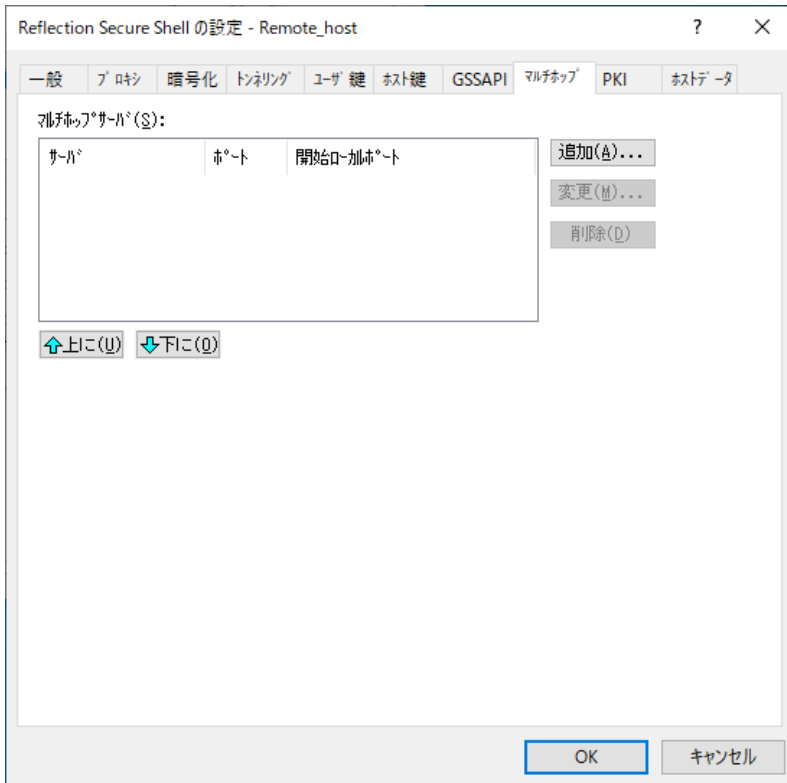 Reflection Secure Shell の設定 - Remote_host
?
一般 ﾌﾟﾛｷｼ 暗号化 ﾄﾝﾈﾘﾝｸﾞ ﾕｰｻﾞ鍵 ﾎｽﾄ鍵 GSSAPI ﾏﾙﾁﾎｯﾌﾟ PKI ﾎｽﾄﾃﾞｰﾀ
ﾏﾙﾁﾎｯﾌﾟｻｰﾊﾞ(S):
ｻｰﾊﾞ ﾎﾟｰﾄ 開始ﾛｰｶﾙﾎﾟｰﾄ
追加(A)...
変更(M)...
削除(D)
上に(U) 下に(O)
OK キャンセル